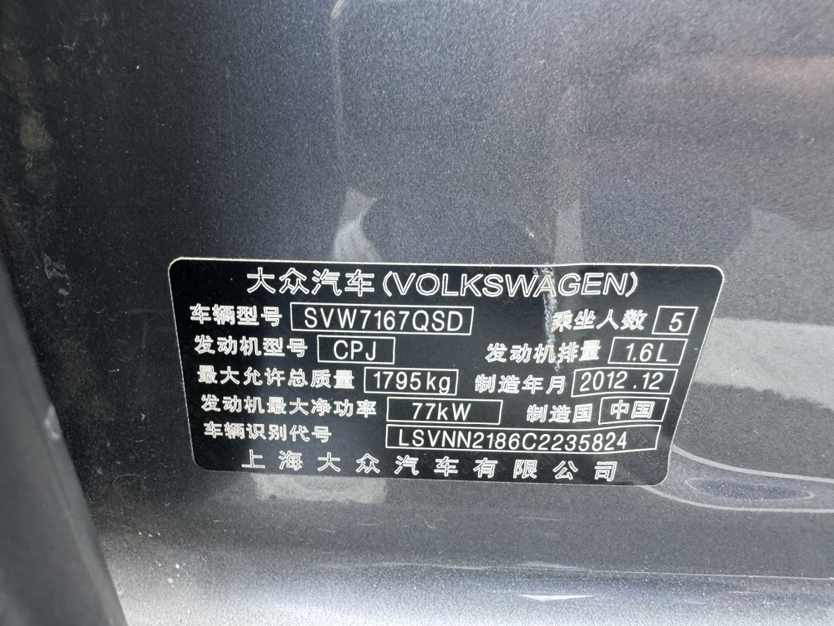 大众汽车(VOLKSWAGEN)
车辆型号 SVW7167QSD 乘坐人数 5
发动机型号 CPJ 发动机排量 1.6L
最大允许总质量 1795kg 制造年月 2012.12
发动机最大净功率 77kW 制造国 中国
车辆识别代号 LSVNN2186C2235824
上海大众汽车有限公司